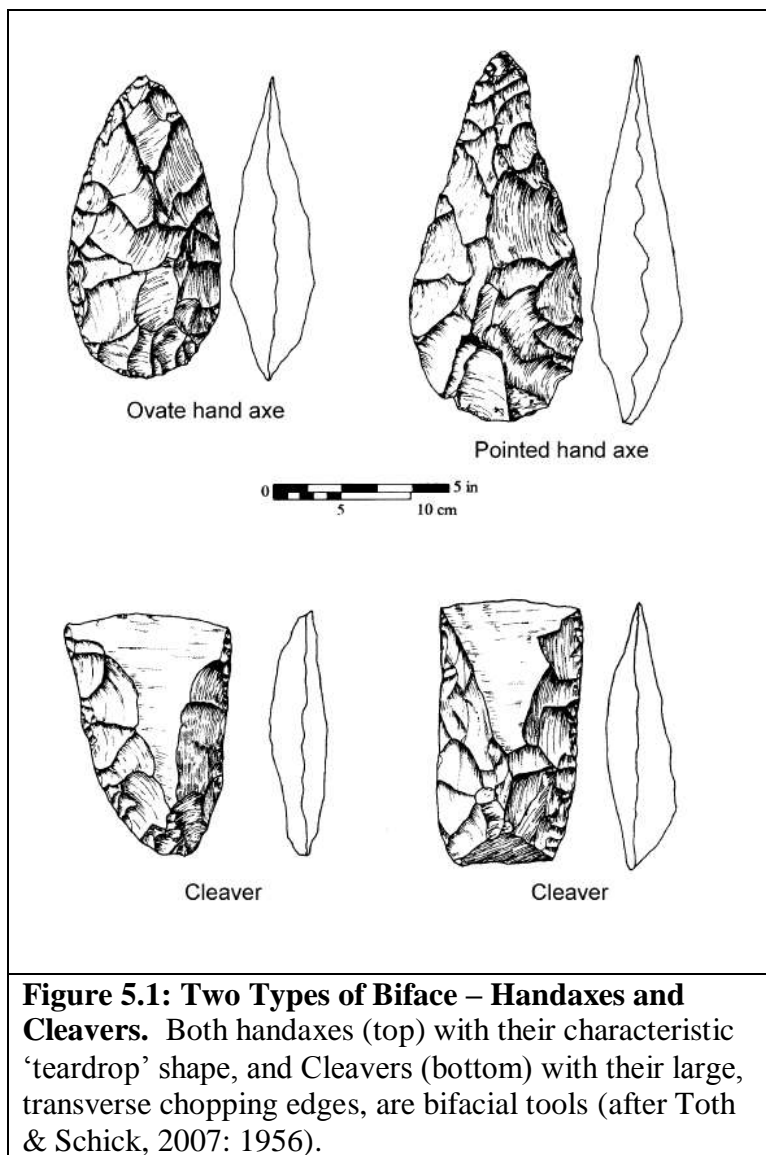 Ovate hand axe
Pointed hand axe
0 5 in
5 10 cm
Cleaver Cleaver
Figure 5.1: Two Types of Biface – Handaxes and
Cleavers. Both handaxes (top) with their characteristic
‘teardrop’ shape, and Cleavers (bottom) with their large,
transverse chopping edges, are bifacial tools (after Toth
& Schick, 2007: 1956).